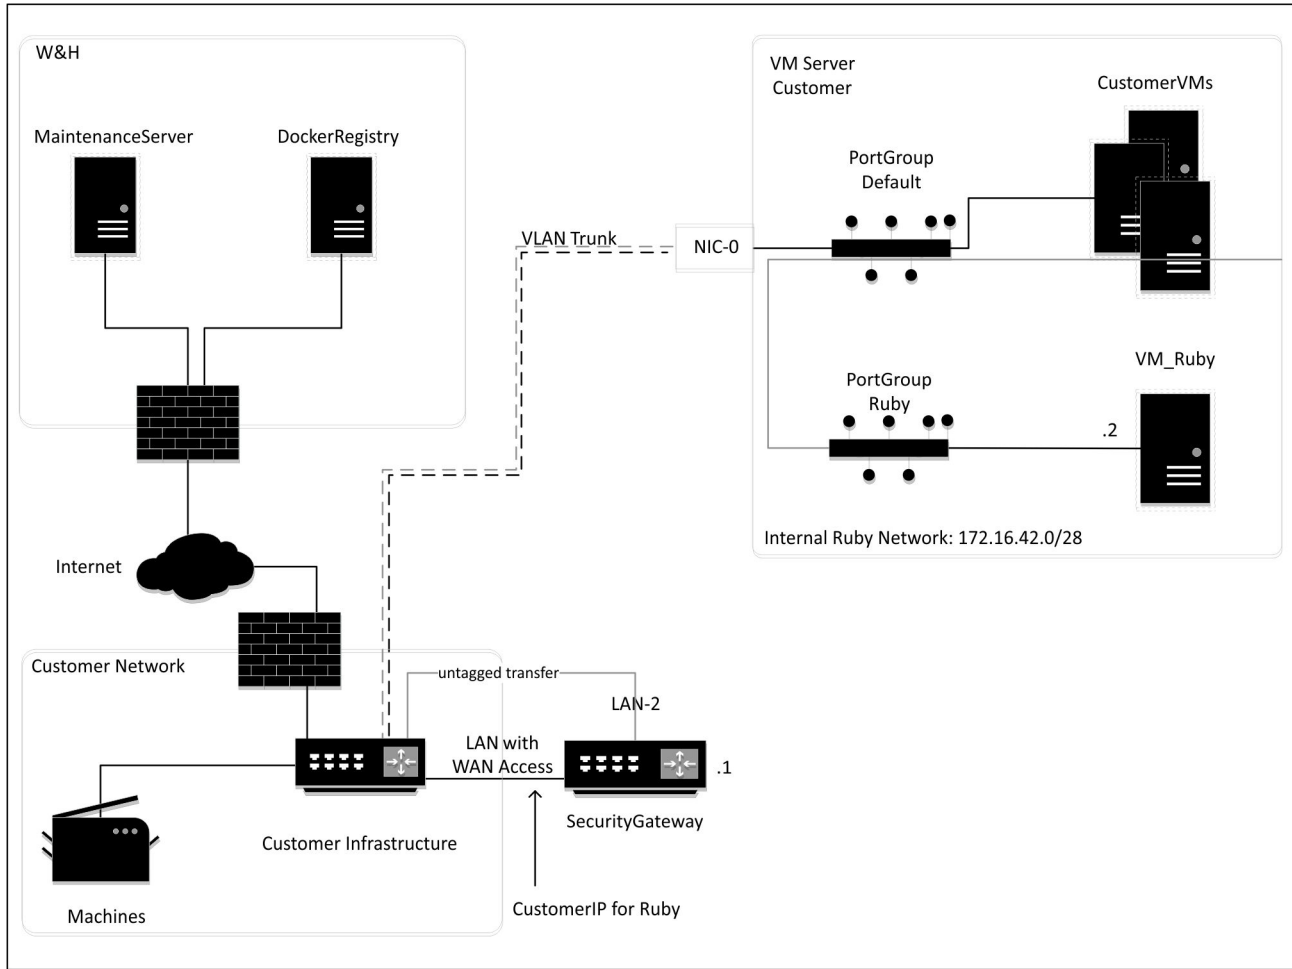 W&H
MaintenanceServer
DockerRegistry
VM Server
Customer
CustomerVMs
PortGroup
Default
VLAN Trunk
NIC-0
PortGroup
Ruby
VM_Ruby
.2
Internal Ruby Network: 172.16.42.0/28
Internet
Customer Network
untagged transfer
LAN-2
LAN with
WAN Access
.1
SecurityGateway
Customer Infrastructure
CustomerIP for Ruby
Machines